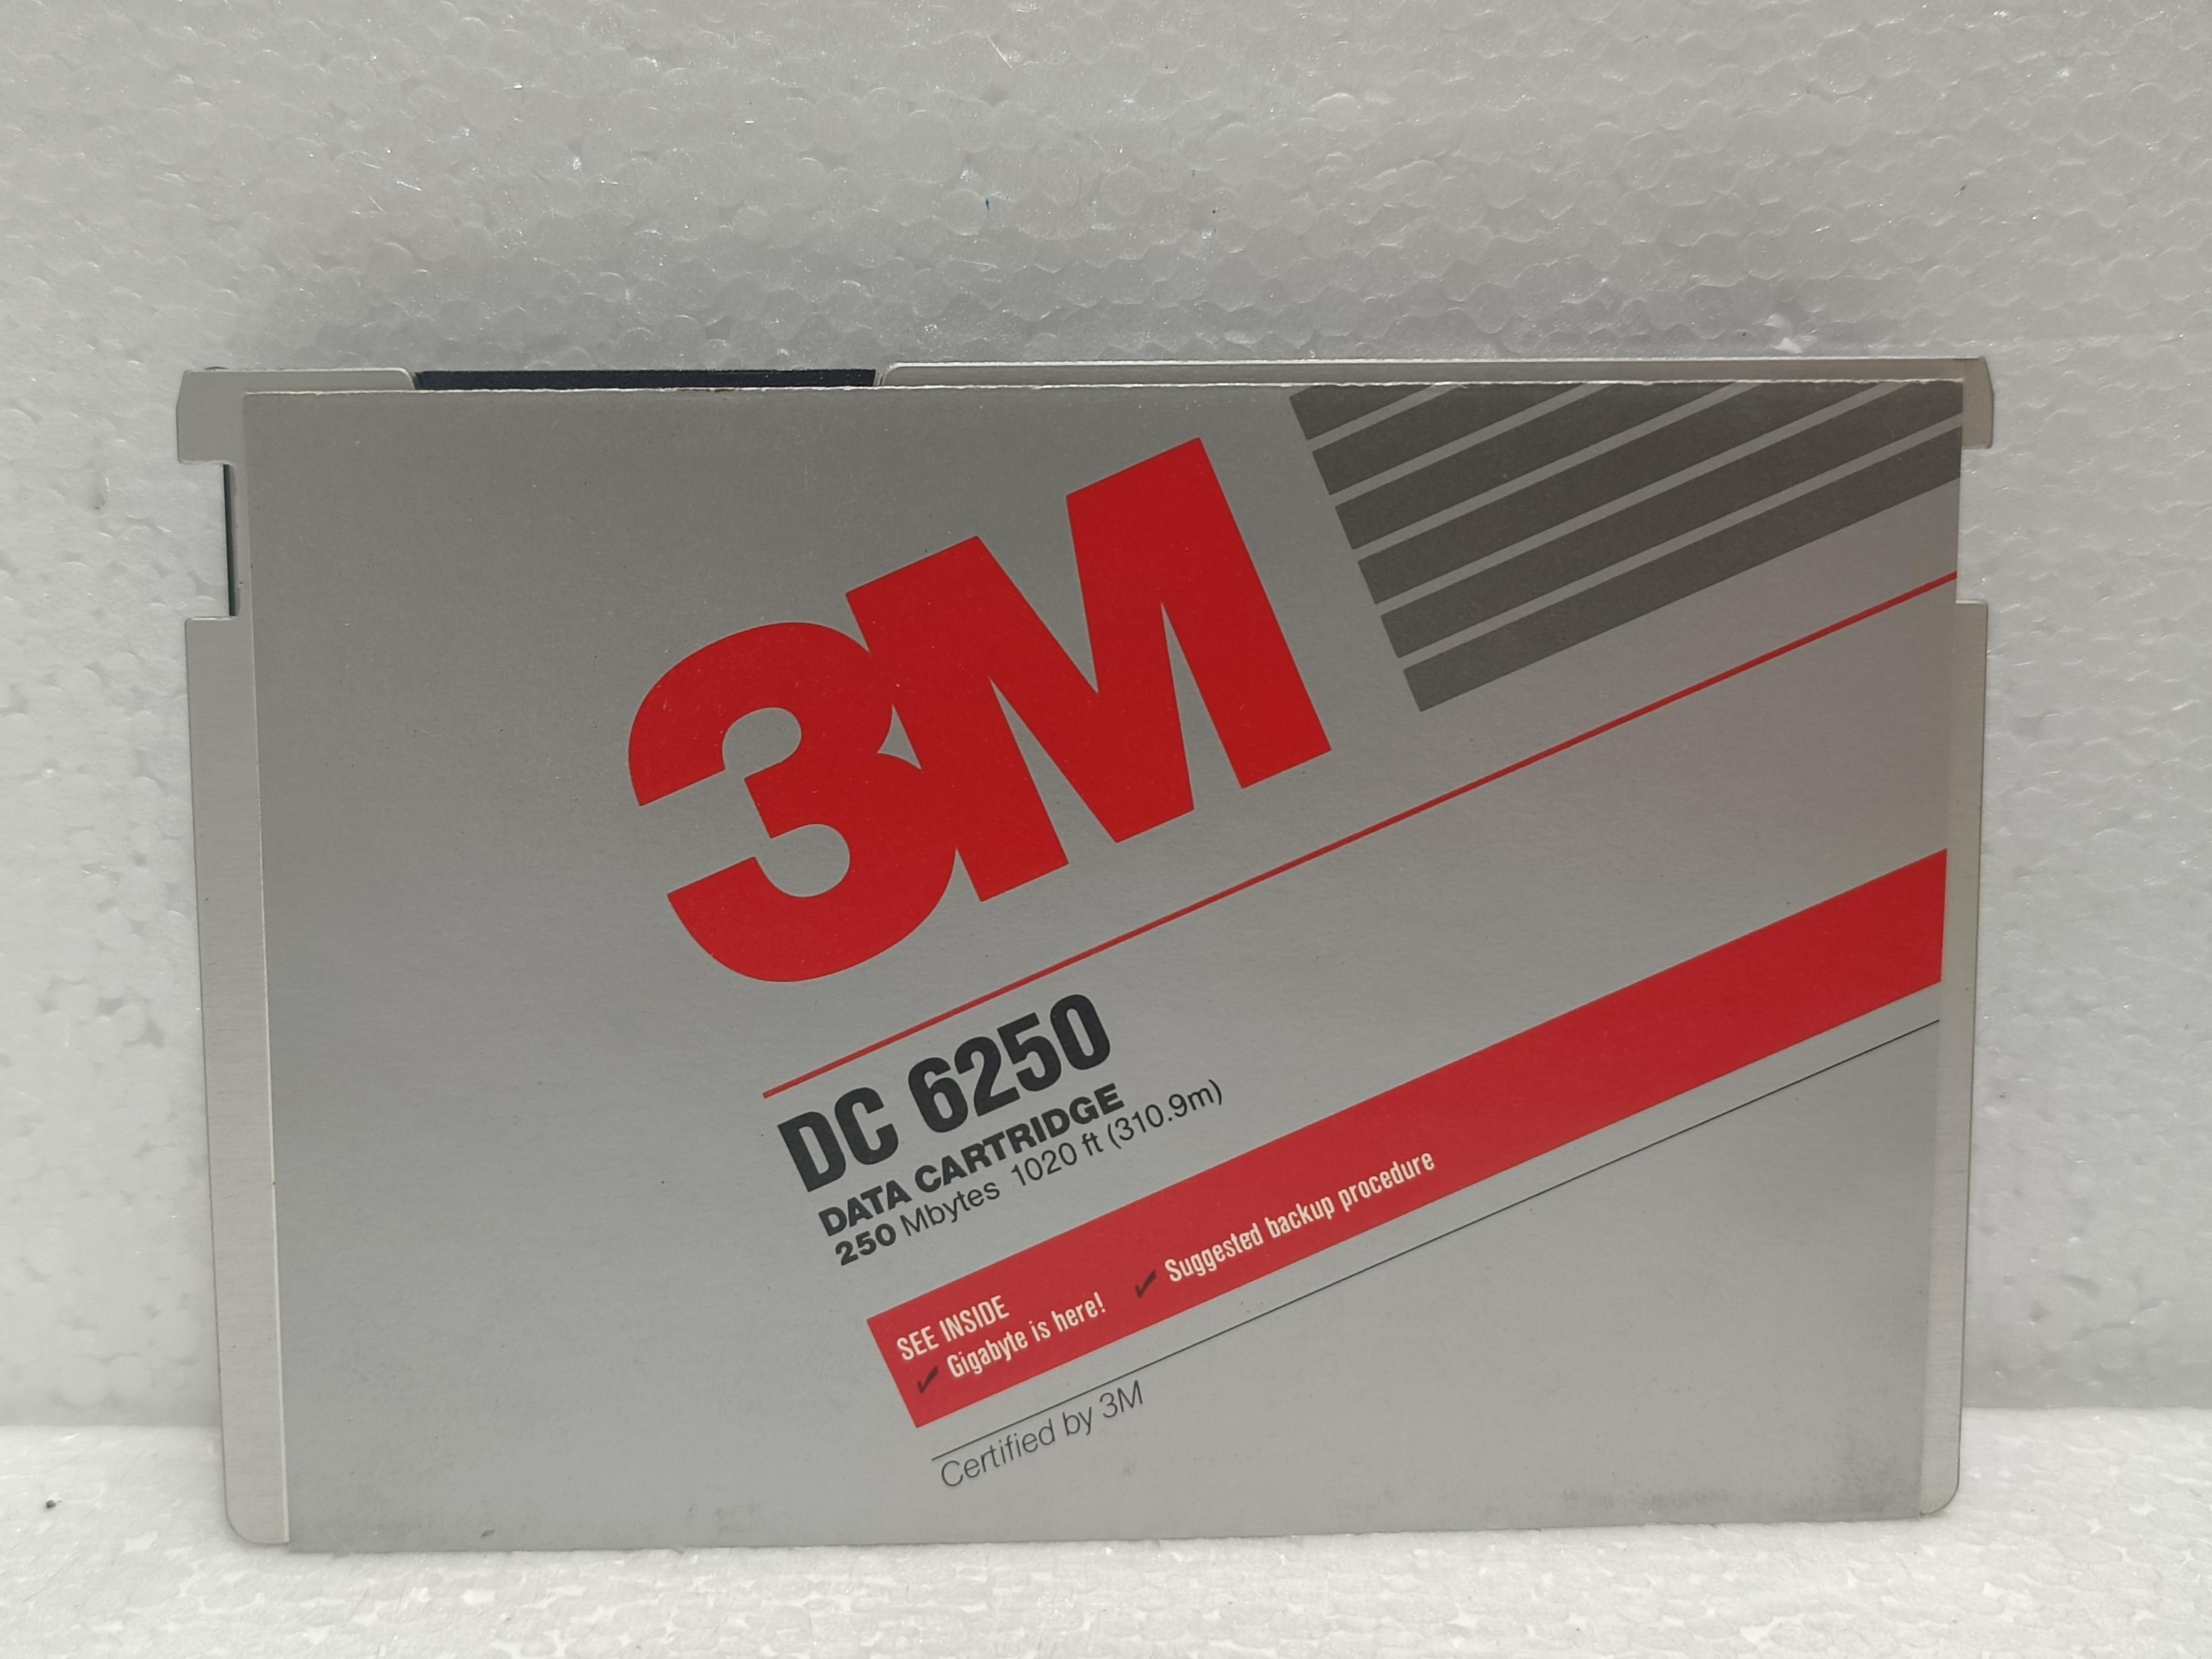 3M
DC 6250
DATA CARTRIDGE
250 Mbytes 1020 ft (310.9m)
SEE INSIDE
✓ Gigabyte is here! ✓ Suggested backup procedure
Certified by 3M